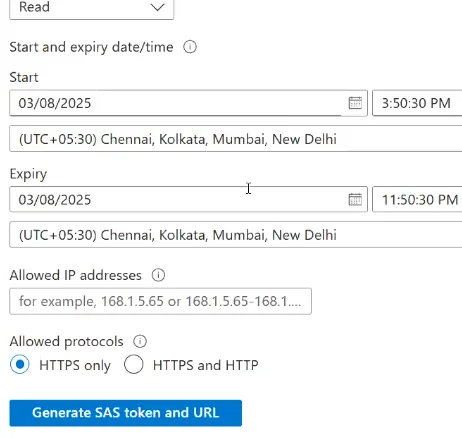 Read
Start and expiry date/time
Start
03/08/2025 3:50:30 PM
(UTC+05:30) Chennai, Kolkata, Mumbai, New Delhi
Expiry
03/08/2025 11:50:30 PM
(UTC+05:30) Chennai, Kolkata, Mumbai, New Delhi
Allowed IP addresses
for example, 168.1.5.65 or 168.1.5.65-168.1....
Allowed protocols
HTTPS only HTTPS and HTTP
Generate SAS token and URL